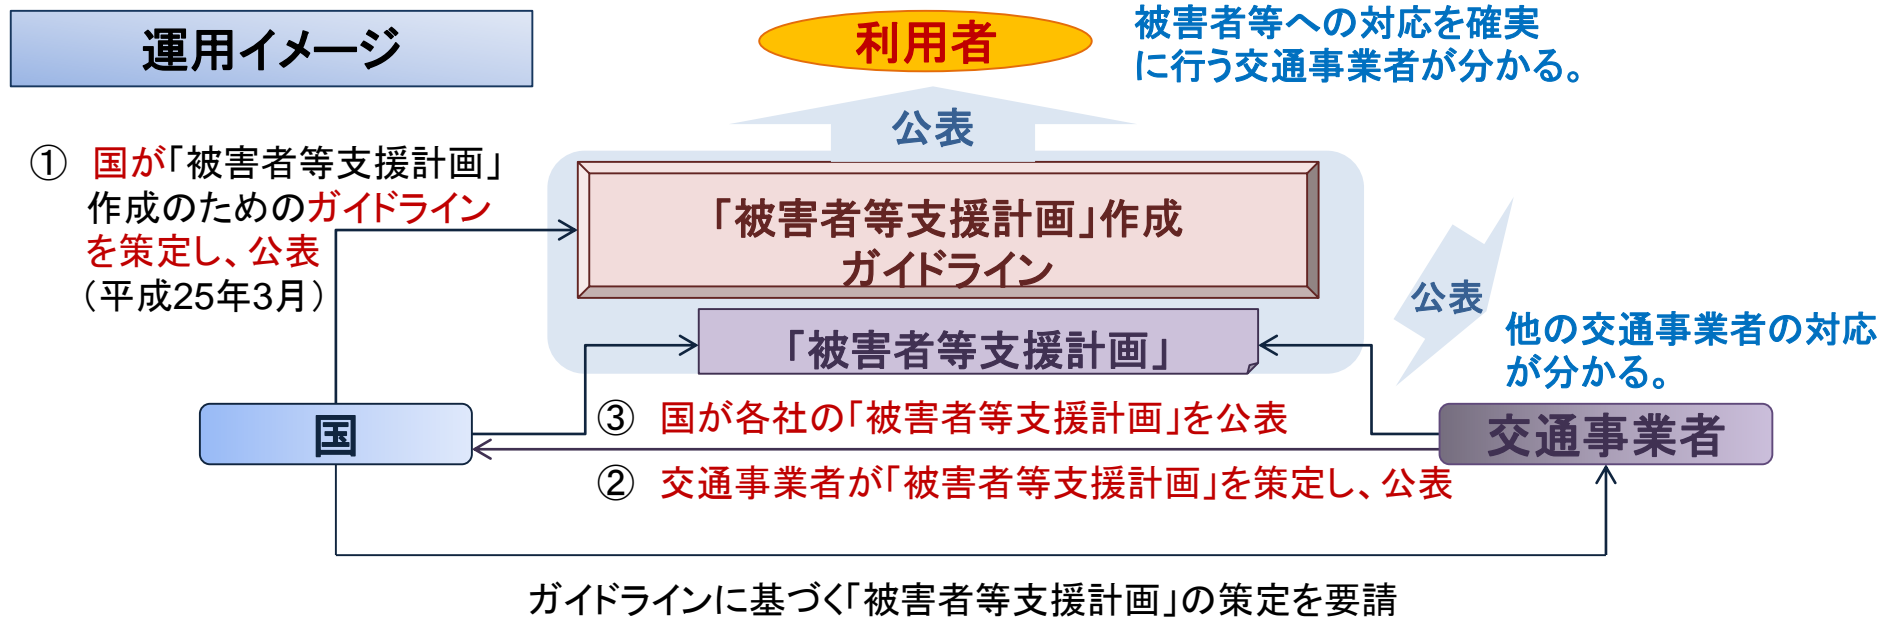 運用イメージ
利用者
被害者等への対応を確実
に行う交通事業者が分かる。
公表
① 国が「被害者等支援計画」
作成のためのガイドライン
を策定し、公表
（平成25年3月）
「被害者等支援計画」作成
ガイドライン
公表
「被害者等支援計画」
他の交通事業者の対応
が分かる。
国
③ 国が各社の「被害者等支援計画」を公表
交通事業者
② 交通事業者が「被害者等支援計画」を策定し、公表
ガイドラインに基づく「被害者等支援計画」の策定を要請